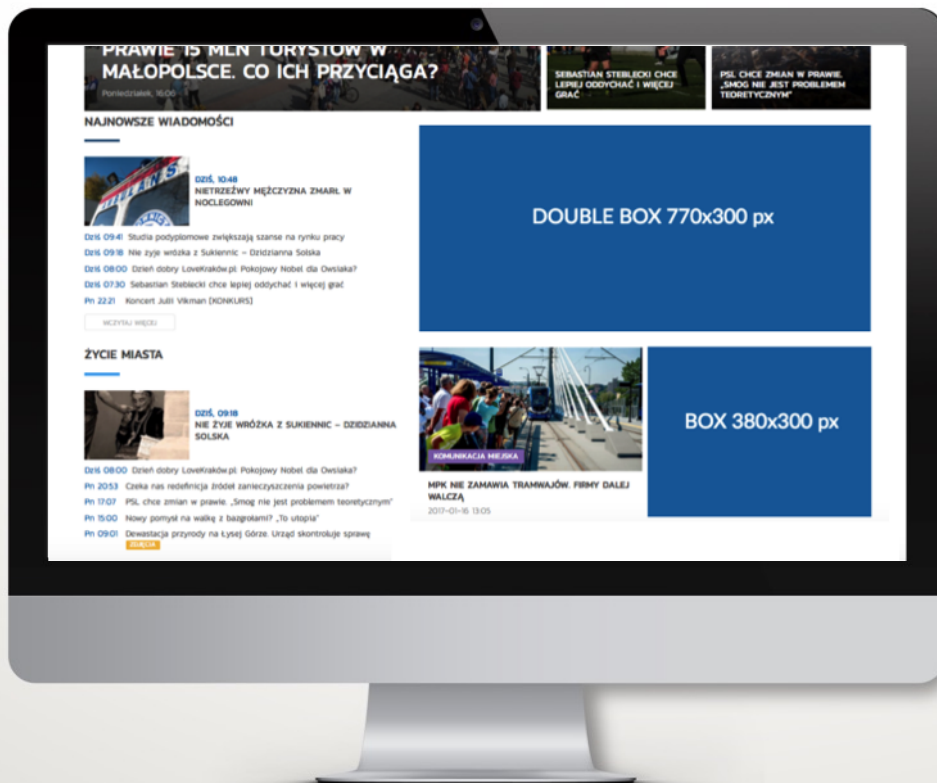 PRAWIE 15 MLN TURYSTÓW W
MAŁOPOLSCE. CO ICH PRZYCIĄGA?
Poniedziałek, 16:00
SEBASTIAN STEBLECKI CHCE
LEPIEJ ODDYCHAĆ I WIĘCEJ
GRAĆ
PSL CHCE ZMIAN W PRAWIE.
„SMOG NIE JEST PROBLEMEM
TEORETYCZNYM"
NAJNOWSZE WIADOMOŚCI
DZIŚ, 10:48
NIETRZEŹWY MĘŻCZYZNA ZMARŁ W
NOCLEGOWNI
Dziś 09:41 Studia podyplomowe zwiększają szanse na rynku pracy
Dziś 09:18 Nie żyje wróżka z Sukiennic – Dzidzianna Solska
Dziś 08:00 Dzień dobry LoveKraków.pl. Pokojowy Nobel dla Owsiaka?
Dziś 07:30 Sebastian Steblecki chce lepiej oddychać i więcej grać
Pn 22:21 Koncert Julii Vikman [KONKURS]
WCZYTAJ WIĘCEJ
DOUBLE BOX 770x300 px
ŻYCIE MIASTA
DZIŚ, 09:18
NIE ŻYJE WRÓŻKA Z SUKIENNIC – DZIDZIANNA
SOLSKA
Dziś 08:00 Dzień dobry LoveKraków.pl. Pokojowy Nobel dla Owsiaka?
Pn 20:53 Czeka nas redefinicja źródeł zanieczyszczenia powietrza?
Pn 17:07 PSL chce zmian w prawie. „Smog nie jest problemem teoretycznym"
Pn 15:00 Nowy pomysł na walkę z bazgrołami? „To utopia"
Pn 09:01 Dewastacja przyrody na Łysej Górze. Urząd skontroluje sprawę
ZDJĘCIA
KOMUNIKACJA MIEJSKA
MPK NIE ZAMAWIA TRAMWAJÓW. FIRMY DALEJ
WALCZĄ
2017-01-16 13:05
BOX 380x300 px